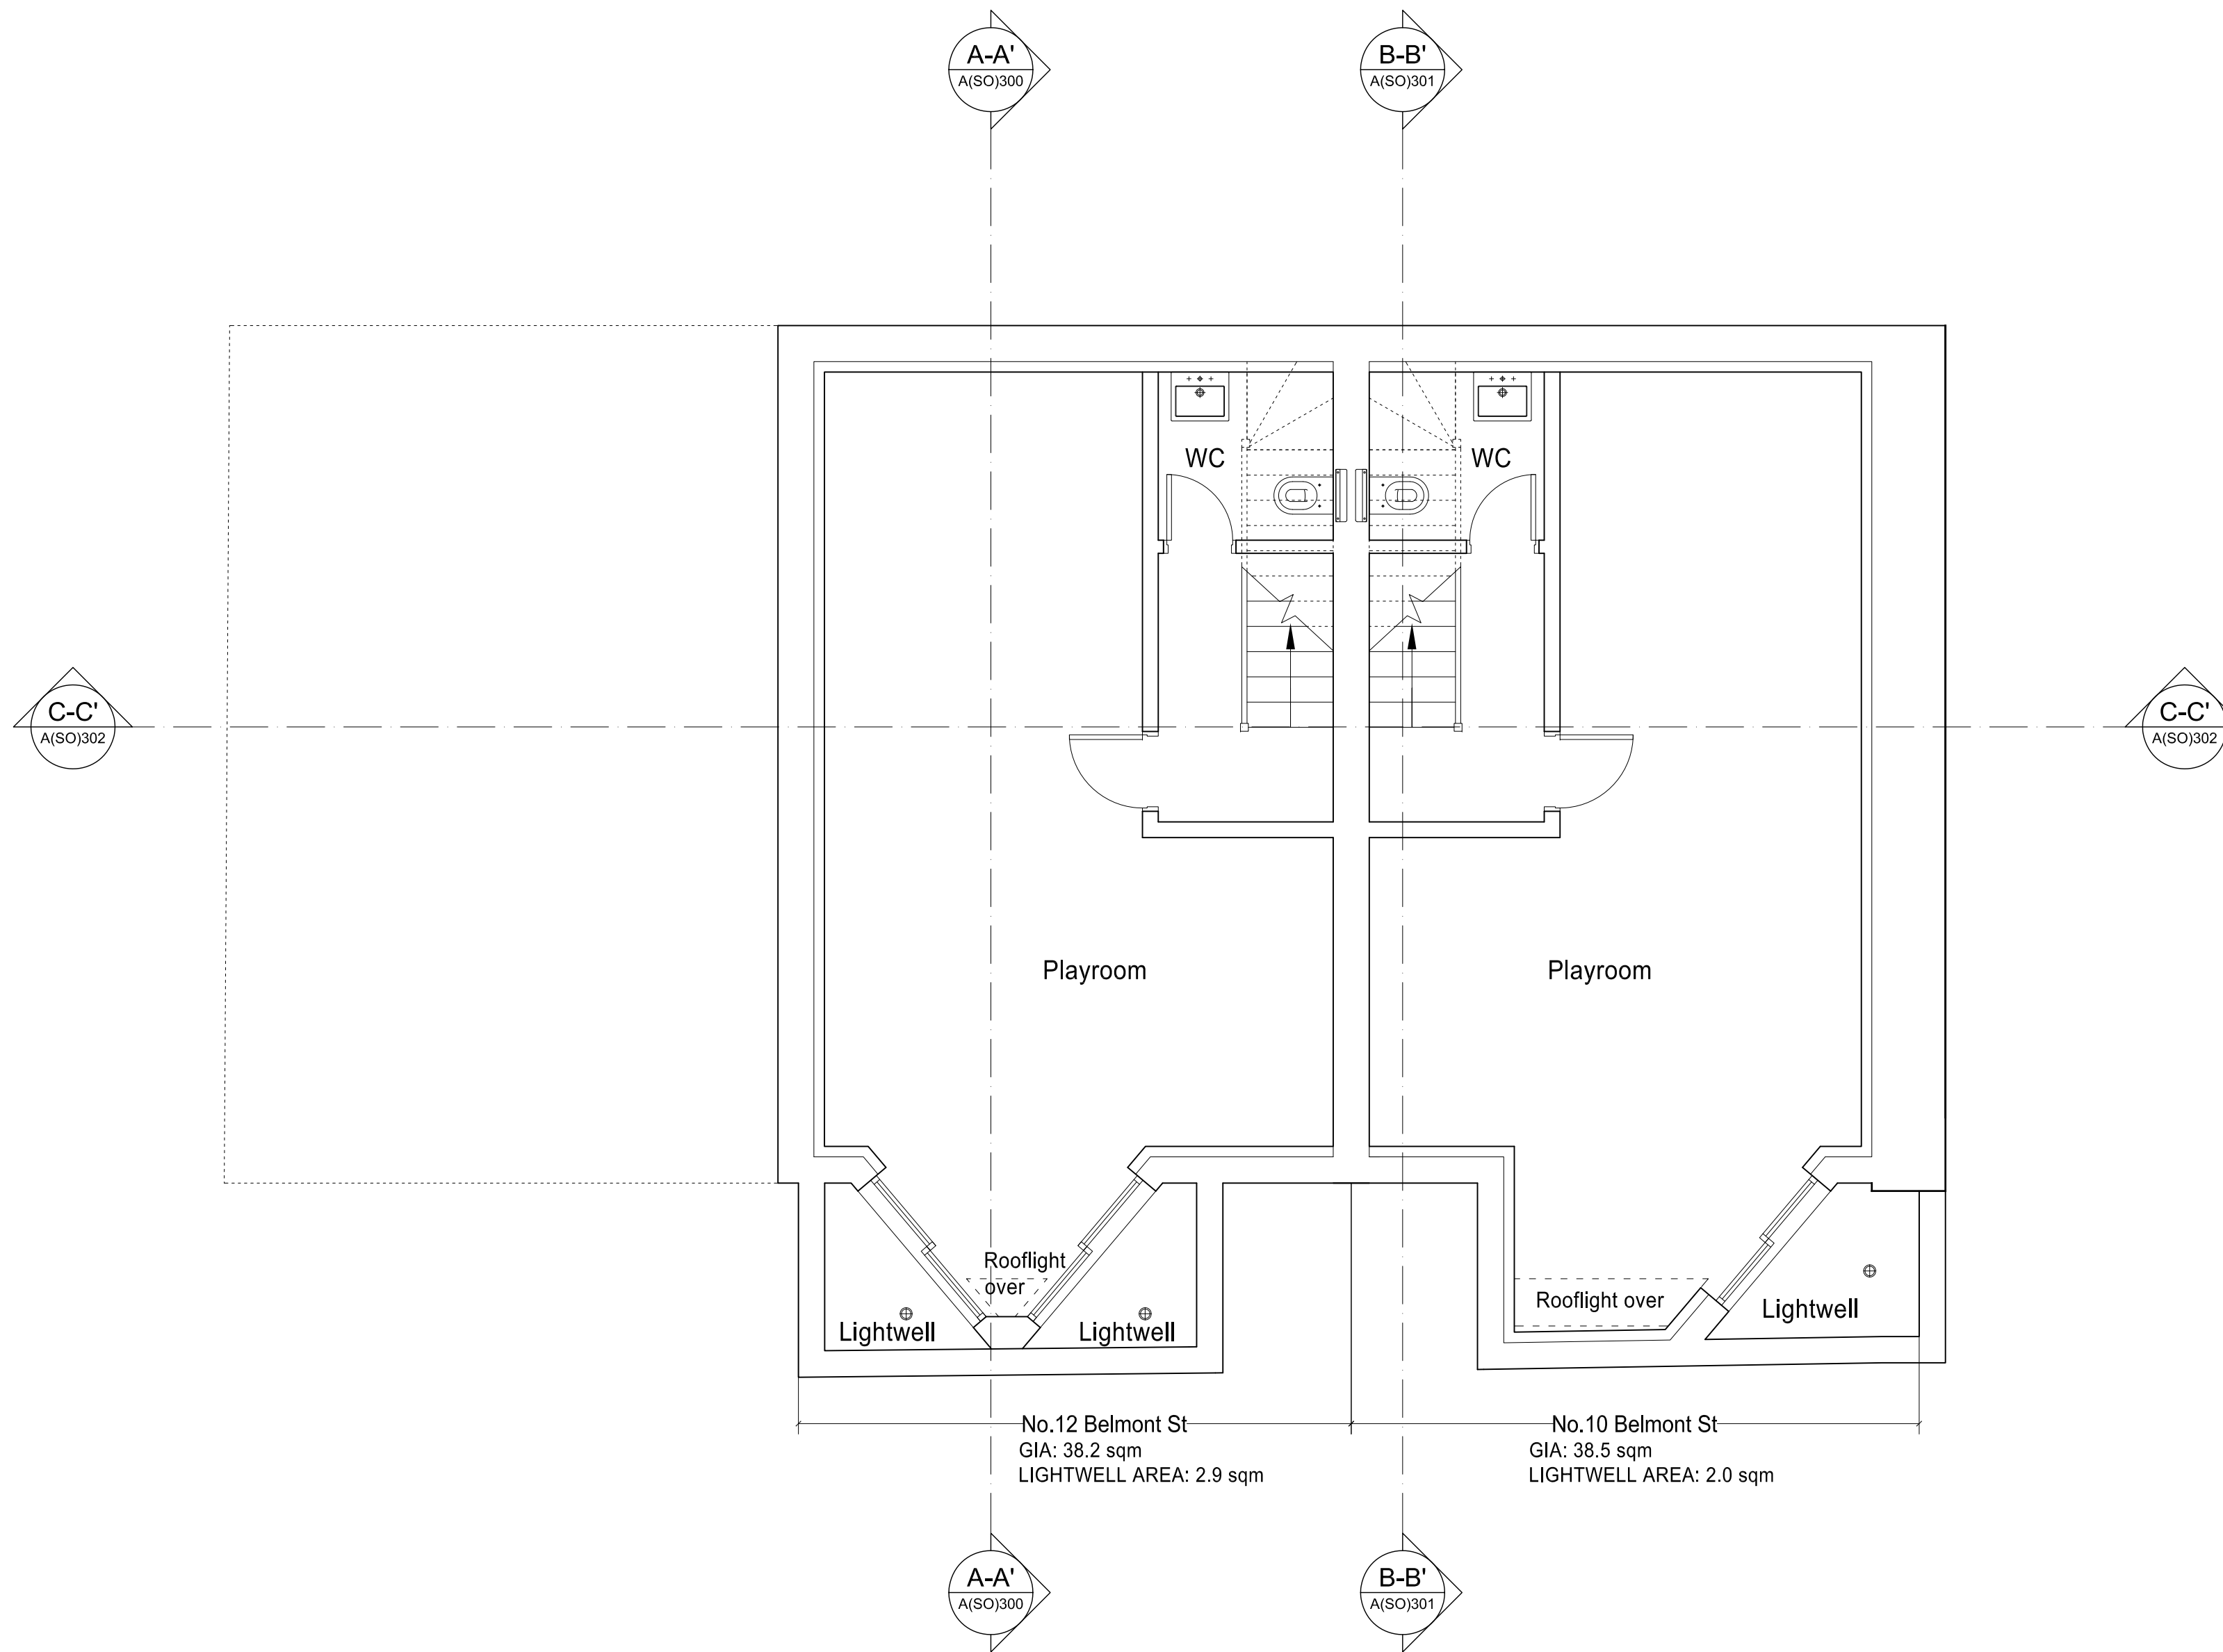 A-A'
A(SO)300
B-B'
A(SO)301
WC
WC
C-C'
A(SO)302
C-C'
A(SO)302
Playroom
Playroom
Rooflight
over
Rooflight over
Lightwell
Lightwell
Lightwell
No.12 Belmont St
GIA: 38.2 sqm
LIGHTWELL AREA: 2.9 sqm
No.10 Belmont St
GIA: 38.5 sqm
LIGHTWELL AREA: 2.0 sqm
A-A'
A(SO)300
B-B'
A(SO)301